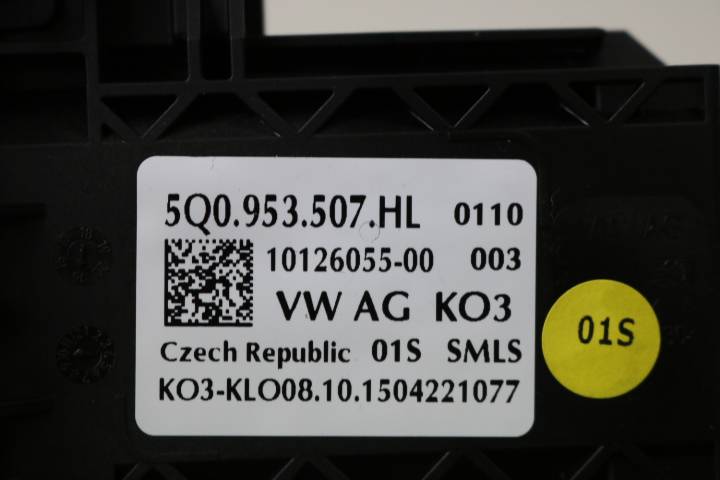 5Q0.953.507.HL 0110
10126055-00 003
VW AG KO3
Czech Republic 01S SMLS
KO3-KLO08.10.1504221077
01S